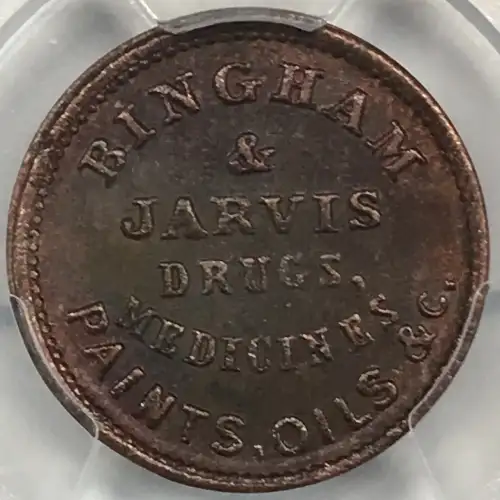 BINGHAM
&
JARVIS
DRUGS,
MEDICINES
PAINTS, OILS &C.